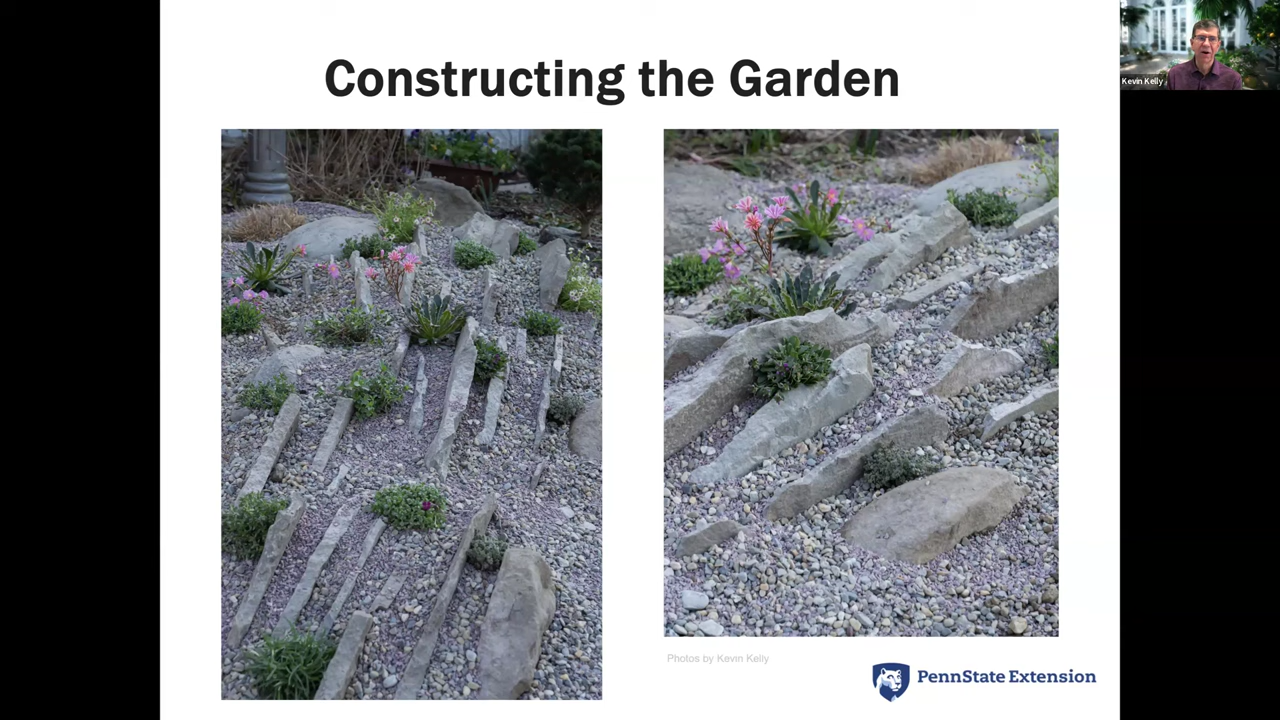 Constructing the Garden
Kevin Kelly
Photos by Kevin Kelly
PennState Extension